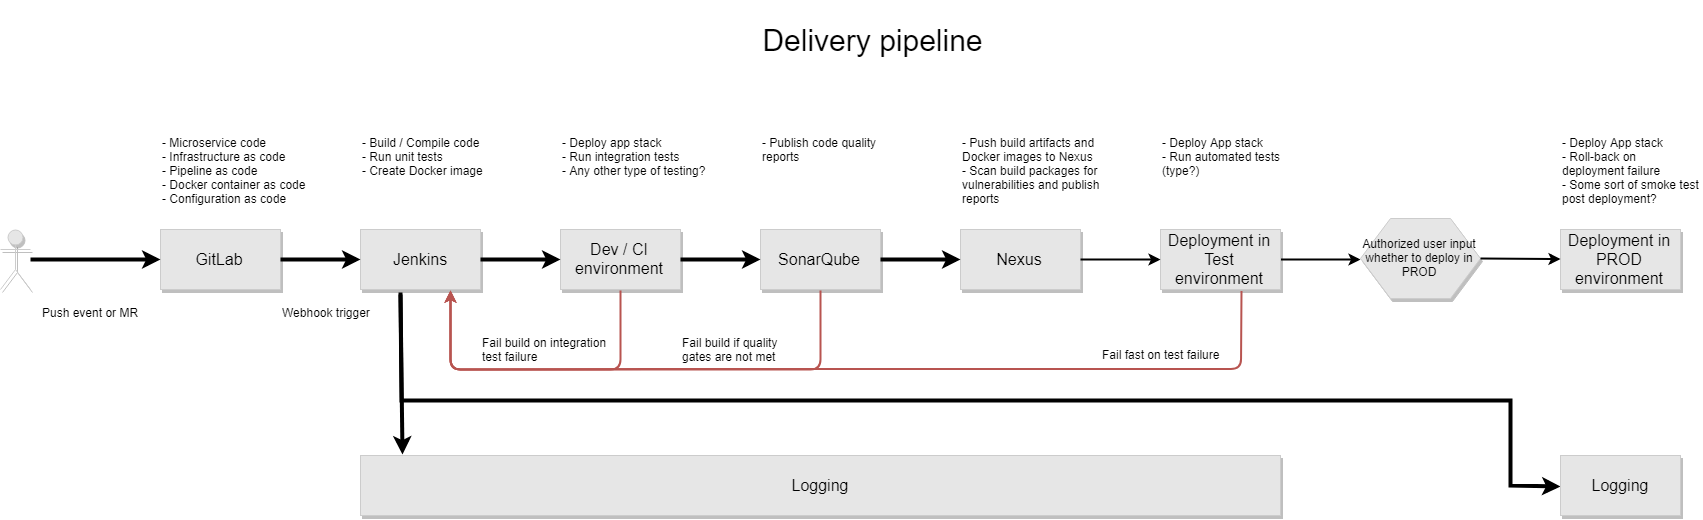 Delivery pipeline
- Microservice code
- Infrastructure as code
- Pipeline as code
- Docker container as code
- Configuration as code
- Build / Compile code
- Run unit tests
- Create Docker image
- Deploy app stack
- Run integration tests
- Any other type of testing?
- Publish code quality
reports
- Push build artifacts and
Docker images to Nexus
- Scan build packages for
vulnerabilities and publish
reports
- Deploy App stack
- Run automated tests
(type?)
- Deploy App stack
- Roll-back on
deployment failure
- Some sort of smoke test
post deployment?
GitLab
Jenkins
Dev / CI
environment
SonarQube
Nexus
Deployment in
Test
environment
Authorized user input
whether to deploy in
PROD
Deployment in
PROD
environment
Push event or MR
Webhook trigger
Fail build on integration
test failure
Fail build if quality
gates are not met
Fail fast on test failure
Logging
Logging